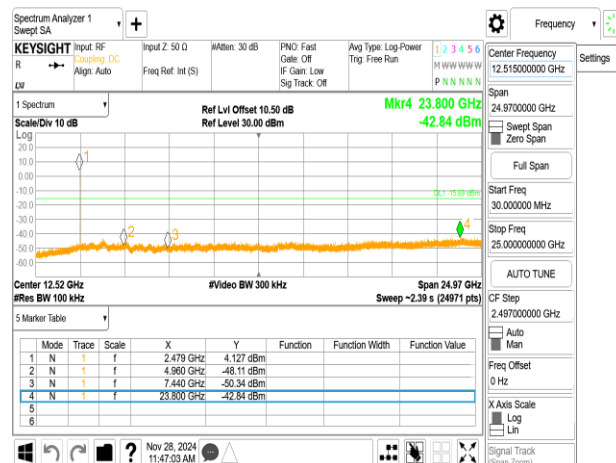 Spectrum Analyzer 1
Swept SA
+
Frequency
Settings
KEYSIGHT
R
Input: RF
Coupling: DC
Align: Auto
Input Z: 50 Ω
Freq Ref: Int (S)
#Atten: 30 dB
PNO: Fast
Gate: Off
IF Gain: Low
Sig Track: Off
Avg Type: Log-Power
Trig: Free Run
1 2 3 4 5 6
M W W W W W
P N N N N N
1 Spectrum
Scale/Div 10 dB
Log
Ref Lvl Offset 10.50 dB
Ref Level 30.00 dBm
Mkr4 23.800 GHz
-42.84 dBm
20.0
10.0
0.00
-10.0
-20.0
-30.0
-40.0
-50.0
-60.0
1
2
3
4
DL1 -15.69 dBm
Center 12.52 GHz
#Res BW 100 kHz
#Video BW 300 kHz
Span 24.97 GHz
Sweep ~2.39 s (24971 pts)
5 Marker Table
Mode Trace Scale X Y Function Function Width Function Value
1 N 1 f 2.479 GHz 4.127 dBm
2 N 1 f 4.960 GHz -48.11 dBm
3 N 1 f 7.440 GHz -50.34 dBm
4 N 1 f 23.800 GHz -42.84 dBm
5
6
?
Nov 28, 2024
11:47:03 AM
Center Frequency
12.515000000 GHz
Span
24.9700000 GHz
Swept Span
Zero Span
Full Span
Start Freq
30.000000 MHz
Stop Freq
25.000000000 GHz
AUTO TUNE
CF Step
2.497000000 GHz
Auto
Man
Freq Offset
0 Hz
X Axis Scale
Log
Lin
Signal Track
(Span Zoom)